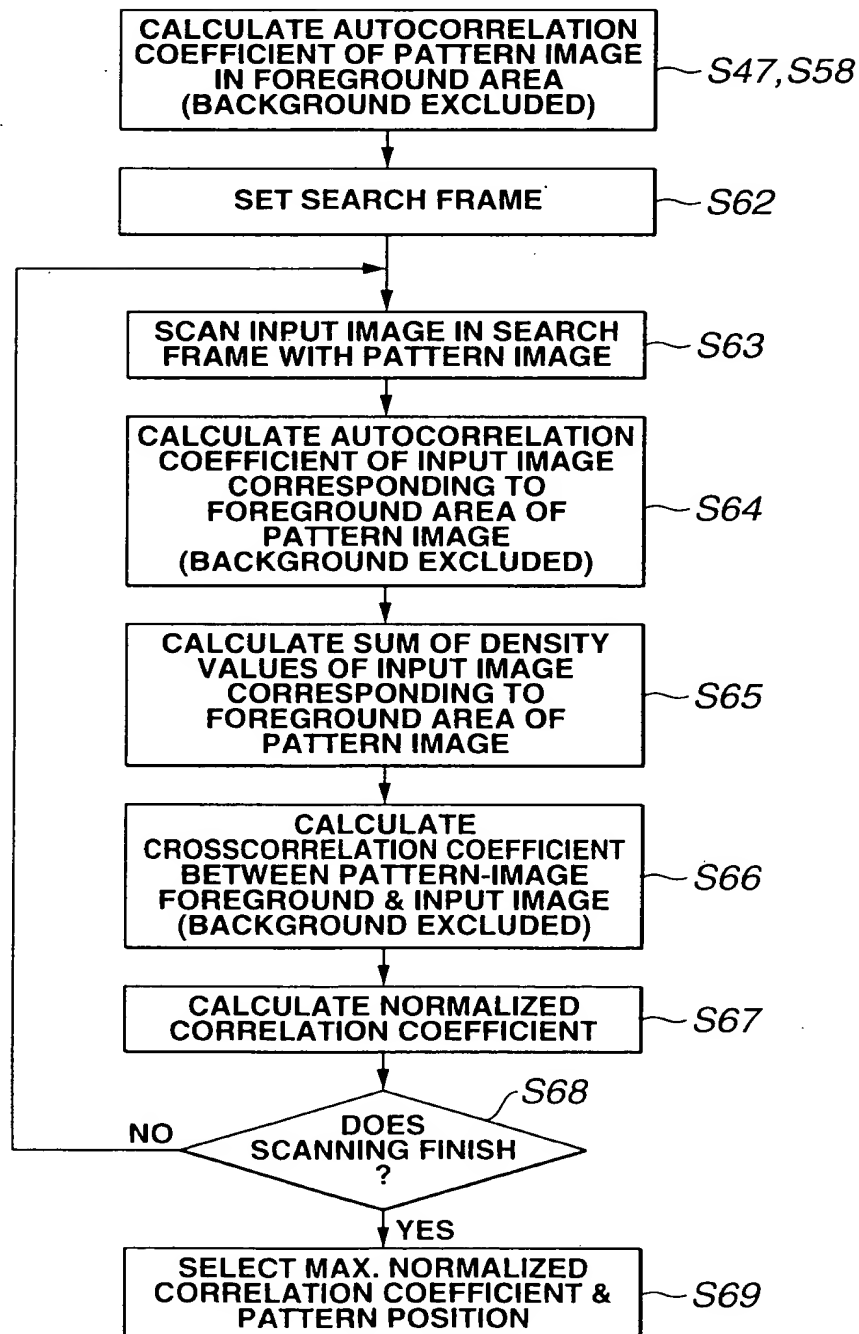 CALCULATE AUTOCORRELATION
COEFFICIENT OF PATTERN IMAGE
IN FOREGROUND AREA
(BACKGROUND EXCLUDED)
S47,S58
SET SEARCH FRAME
S62
SCAN INPUT IMAGE IN SEARCH
FRAME WITH PATTERN IMAGE
S63
CALCULATE AUTOCORRELATION
COEFFICIENT OF INPUT IMAGE
CORRESPONDING TO
FOREGROUND AREA OF
PATTERN IMAGE
(BACKGROUND EXCLUDED)
S64
CALCULATE SUM OF DENSITY
VALUES OF INPUT IMAGE
CORRESPONDING TO
FOREGROUND AREA OF
PATTERN IMAGE
S65
CALCULATE
CROSSCORRELATION COEFFICIENT
BETWEEN PATTERN-IMAGE
FOREGROUND & INPUT IMAGE
(BACKGROUND EXCLUDED)
S66
CALCULATE NORMALIZED
CORRELATION COEFFICIENT
S67
S68
NO
DOES
SCANNING FINISH
?
YES
SELECT MAX. NORMALIZED
CORRELATION COEFFICIENT &
PATTERN POSITION
S69